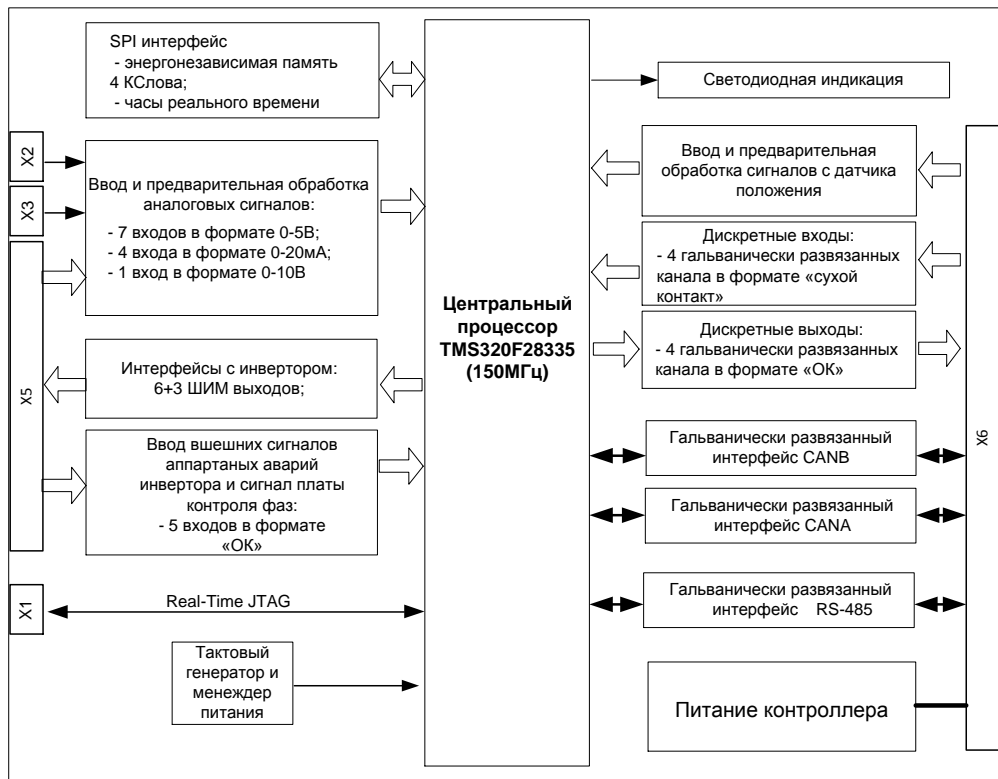 SPI интерфейс
- энергонезависимая память
4 КСлова;
- часы реального времени
X2
X3
Ввод и предварительная обработка
аналоговых сигналов:
- 7 входов в формате 0-5В;
- 4 входа в формате 0-20мА;
- 1 вход в формате 0-10В
X5
Интерфейсы с инвертором:
6+3 ШИМ выходов;
Ввод вшешних сигналов
аппартаных аварий
инвертора и сигнал платы
контроля фаз:
- 5 входов в формате
«ОК»
X1
Real-Time JTAG
Тактовый
генератор и
менеждер
питания
Центральный
процессор
TMS320F28335
(150МГц)
Светодиодная индикация
Ввод и предварительная
обработка сигналов с датчика
положения
Дискретные входы:
- 4 гальванически развязанных
канала в формате «сухой
контакт»
Дискретные выходы:
- 4 гальванически развязанных
канала в формате «ОК»
Гальванически развязанный
интерфейс CANB
Гальванически развязанный
интерфейс CANA
Гальванически развязанный
интерфейс RS-485
Питание контроллера
X6